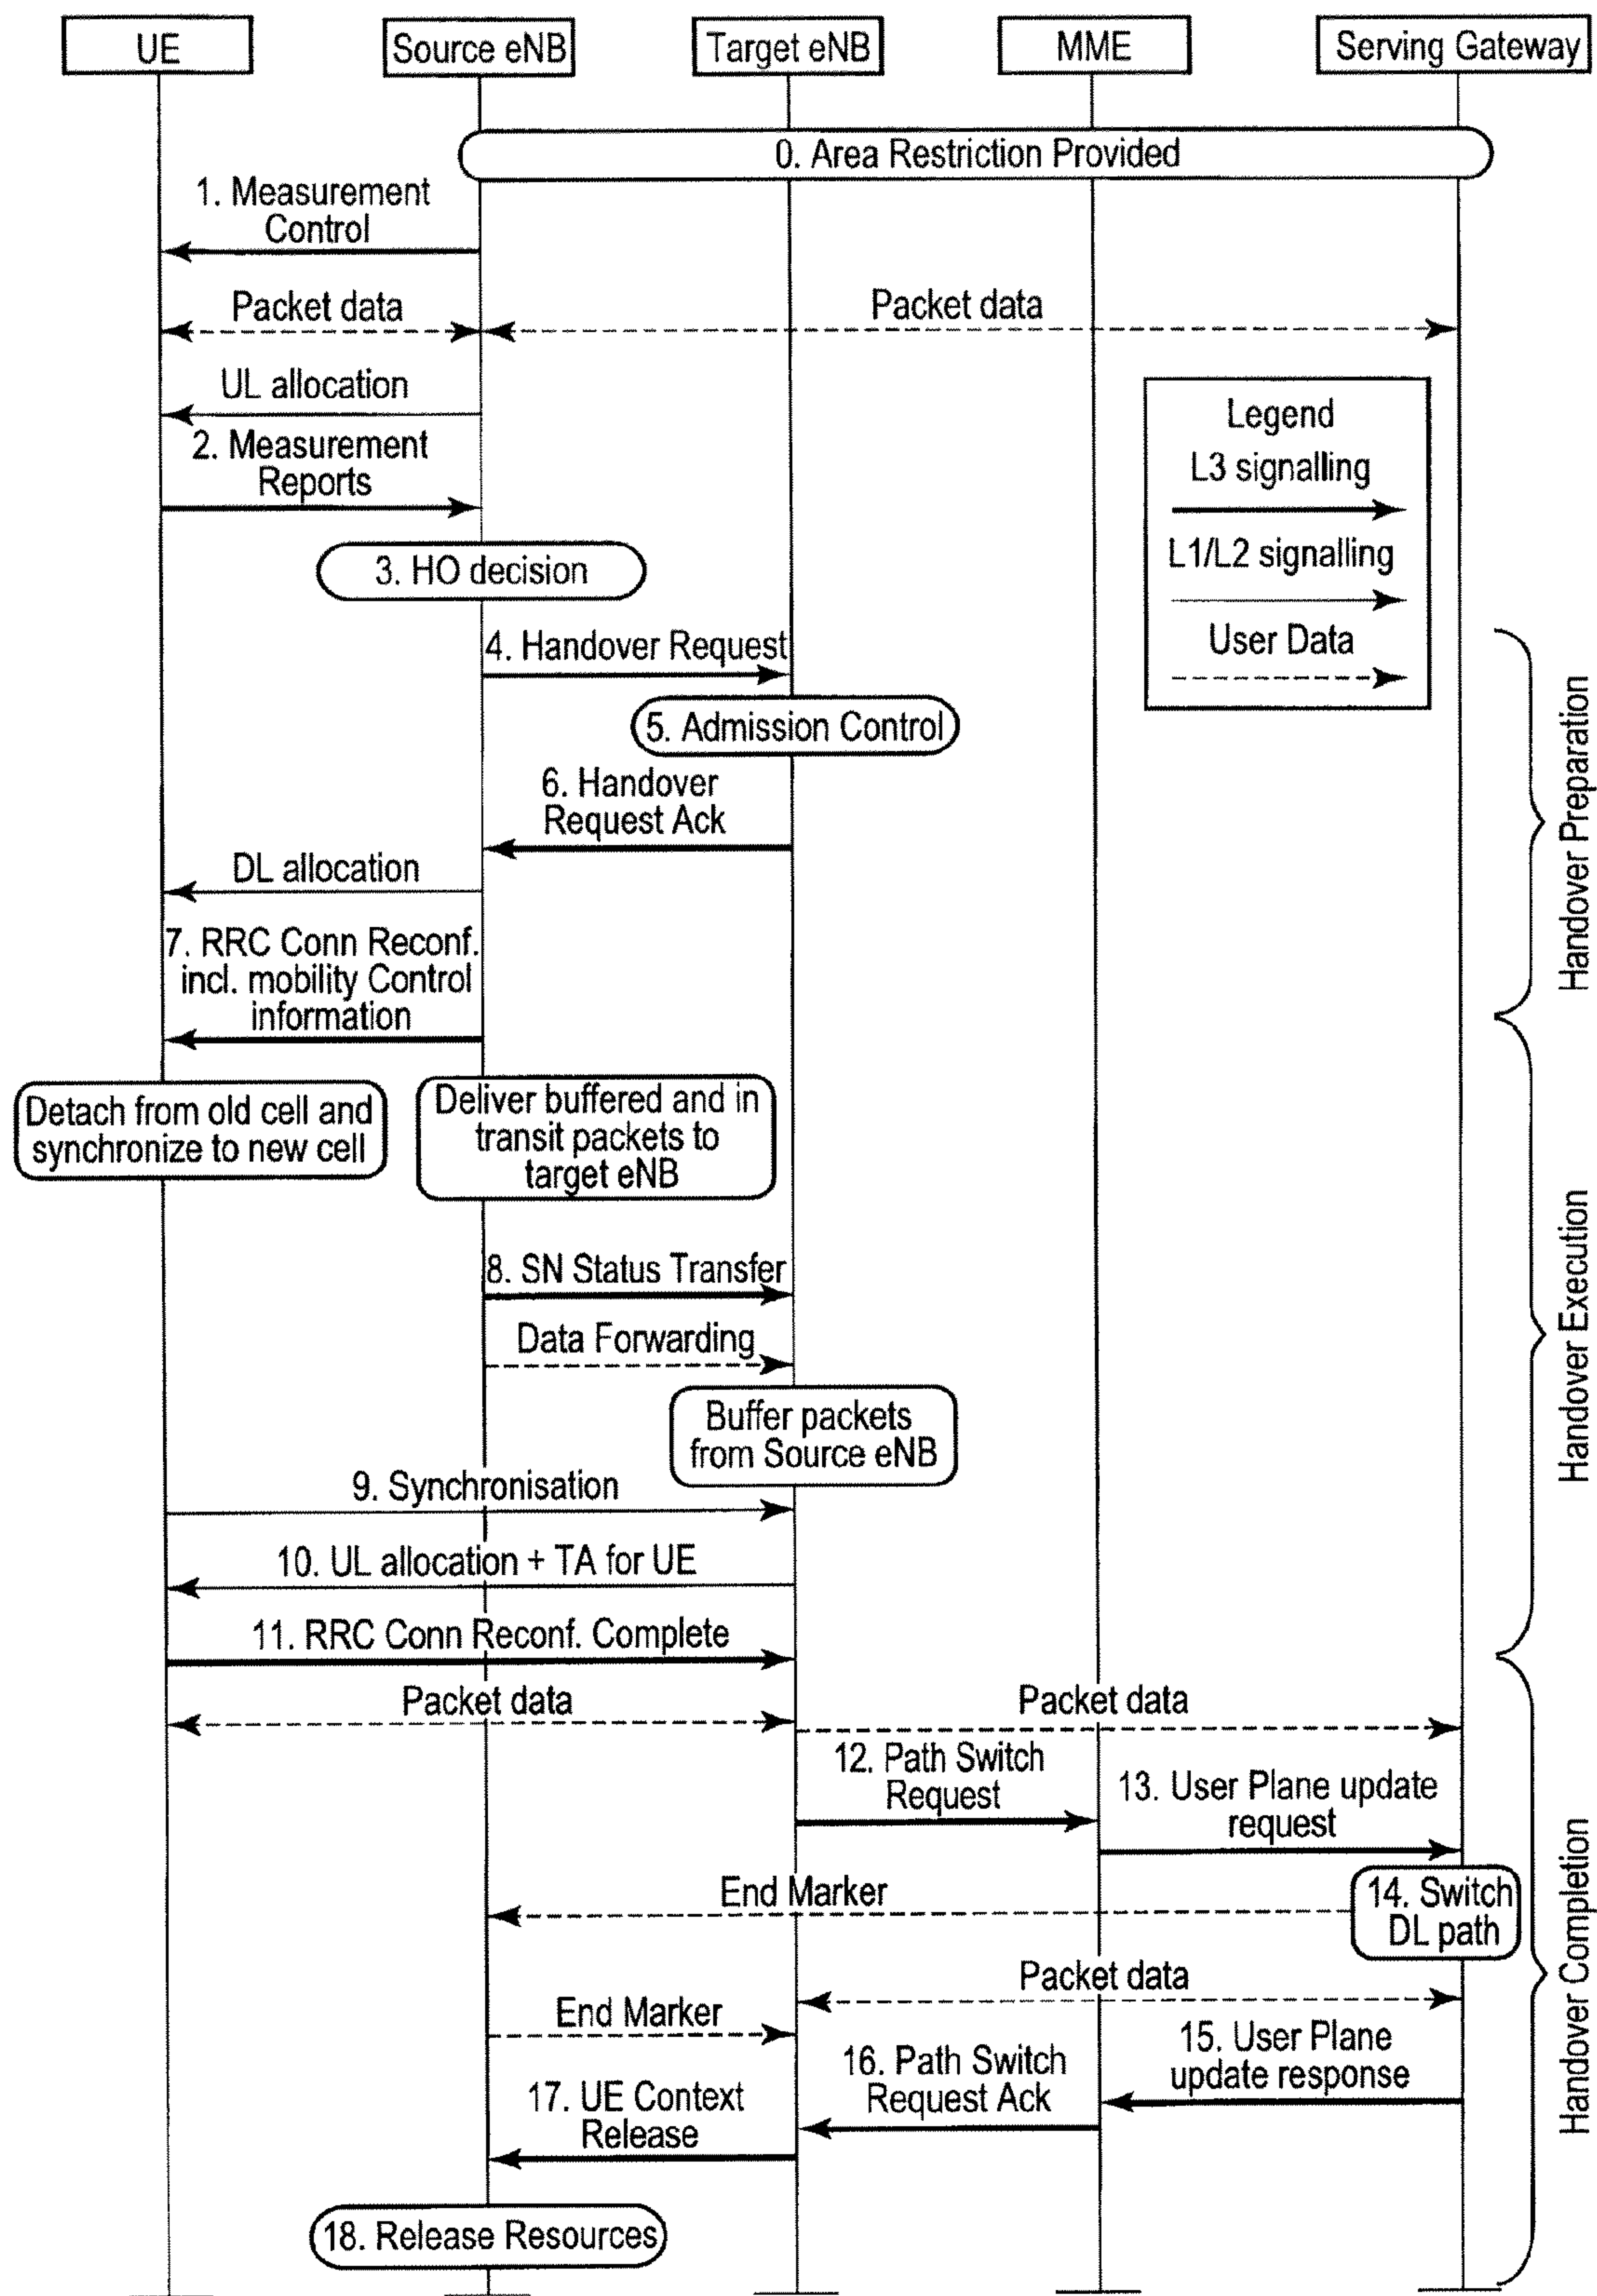 UE
Source eNB
Target eNB
MME
Serving Gateway
0. Area Restriction Provided
1. Measurement
Control
Packet data
Packet data
UL allocation
2. Measurement
Reports
Legend
L3 signalling
L1/L2 signalling
User Data
3. HO decision
4. Handover Request
5. Admission Control
6. Handover
Request Ack
DL allocation
7. RRC Conn Reconf.
incl. mobility Control
information
Handover Preparation
Detach from old cell and
synchronize to new cell
Deliver buffered and in
transit packets to
target eNB
8. SN Status Transfer
Data Forwarding
Buffer packets
from Source eNB
9. Synchronisation
10. UL allocation + TA for UE
11. RRC Conn Reconf. Complete
Handover Execution
Packet data
Packet data
12. Path Switch
Request
13. User Plane update
request
End Marker
14. Switch
DL path
Packet data
End Marker
15. User Plane
update response
16. Path Switch
Request Ack
17. UE Context
Release
18. Release Resources
Handover Completion